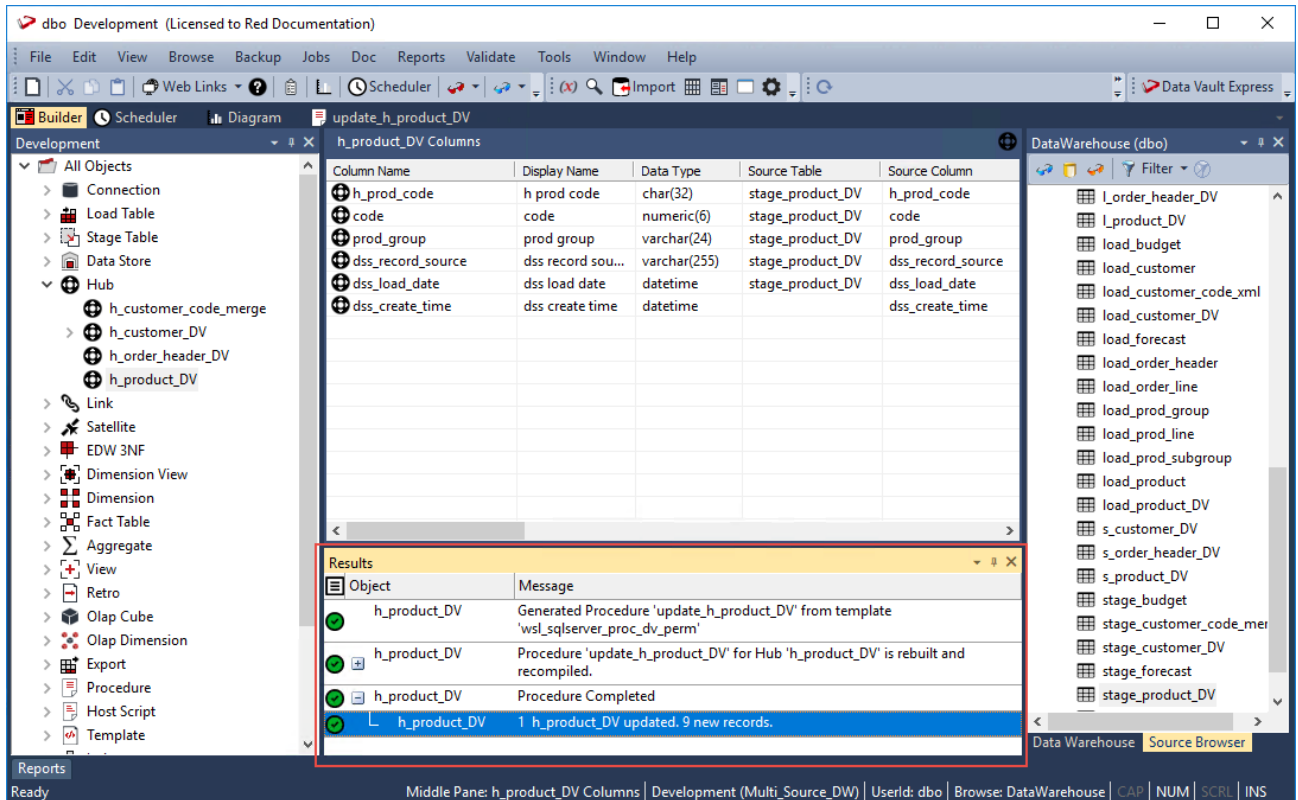 dbo Development (Licensed to Red Documentation)
File Edit View Browse Backup Jobs Doc Reports Validate Tools Window Help
Web Links Scheduler (x) Import Data Vault Express
Builder Scheduler Diagram update_h_product_DV
Development
All Objects
Connection
Load Table
Stage Table
Data Store
Hub
h_customer_code_merge
h_customer_DV
h_order_header_DV
h_product_DV
Link
Satellite
EDW 3NF
Dimension View
Dimension
Fact Table
Aggregate
View
Retro
Olap Cube
Olap Dimension
Export
Procedure
Host Script
Template
h_product_DV Columns
Column Name Display Name Data Type Source Table Source Column
h_prod_code h prod code char(32) stage_product_DV h_prod_code
code code numeric(6) stage_product_DV code
prod_group prod group varchar(24) stage_product_DV prod_group
dss_record_source dss record sou... varchar(255) stage_product_DV dss_record_source
dss_load_date dss load date datetime stage_product_DV dss_load_date
dss_create_time dss create time datetime dss_create_time
Results
Object Message
h_product_DV Generated Procedure 'update_h_product_DV' from template
'wsl_sqlserver_proc_dv_perm'
h_product_DV Procedure 'update_h_product_DV' for Hub 'h_product_DV' is rebuilt and
recompiled.
h_product_DV Procedure Completed
h_product_DV 1 h_product_DV updated. 9 new records.
DataWarehouse (dbo)
Filter
l_order_header_DV
l_product_DV
load_budget
load_customer
load_customer_code_xml
load_customer_DV
load_forecast
load_order_header
load_order_line
load_prod_group
load_prod_line
load_prod_subgroup
load_product
load_product_DV
s_customer_DV
s_order_header_DV
s_product_DV
stage_budget
stage_customer_code_mer
stage_customer_DV
stage_forecast
stage_product_DV
Data Warehouse Source Browser
Reports
Ready Middle Pane: h_product_DV Columns Development (Multi_Source_DW) UserId: dbo Browse: DataWarehouse CAP NUM SCRL INS